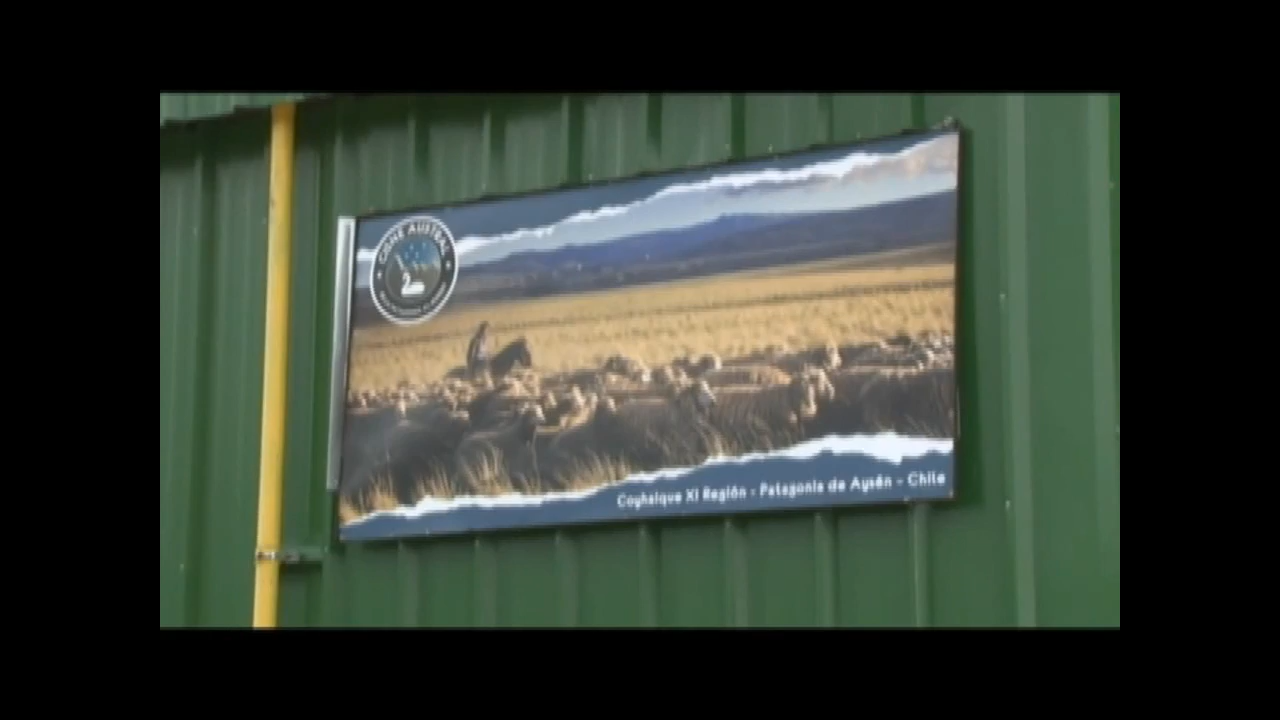 CISNE AUSTRAL
Coyhaique XI Región - Patagonia de Aysén - Chile